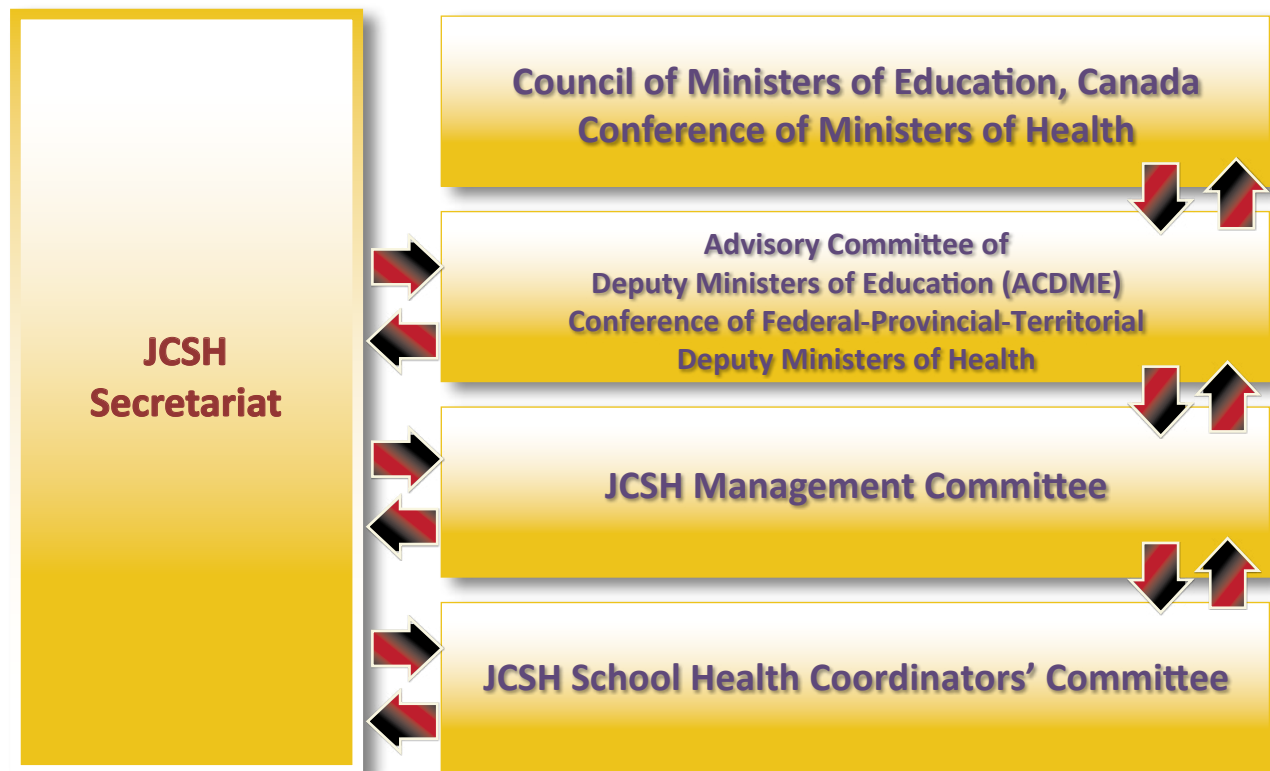 JCSH
Secretariat
Council of Ministers of Education, Canada
Conference of Ministers of Health
Advisory Committee of
Deputy Ministers of Education (ACDME)
Conference of Federal-Provincial-Territorial
Deputy Ministers of Health
JCSH Management Committee
JCSH School Health Coordinators’ Committee